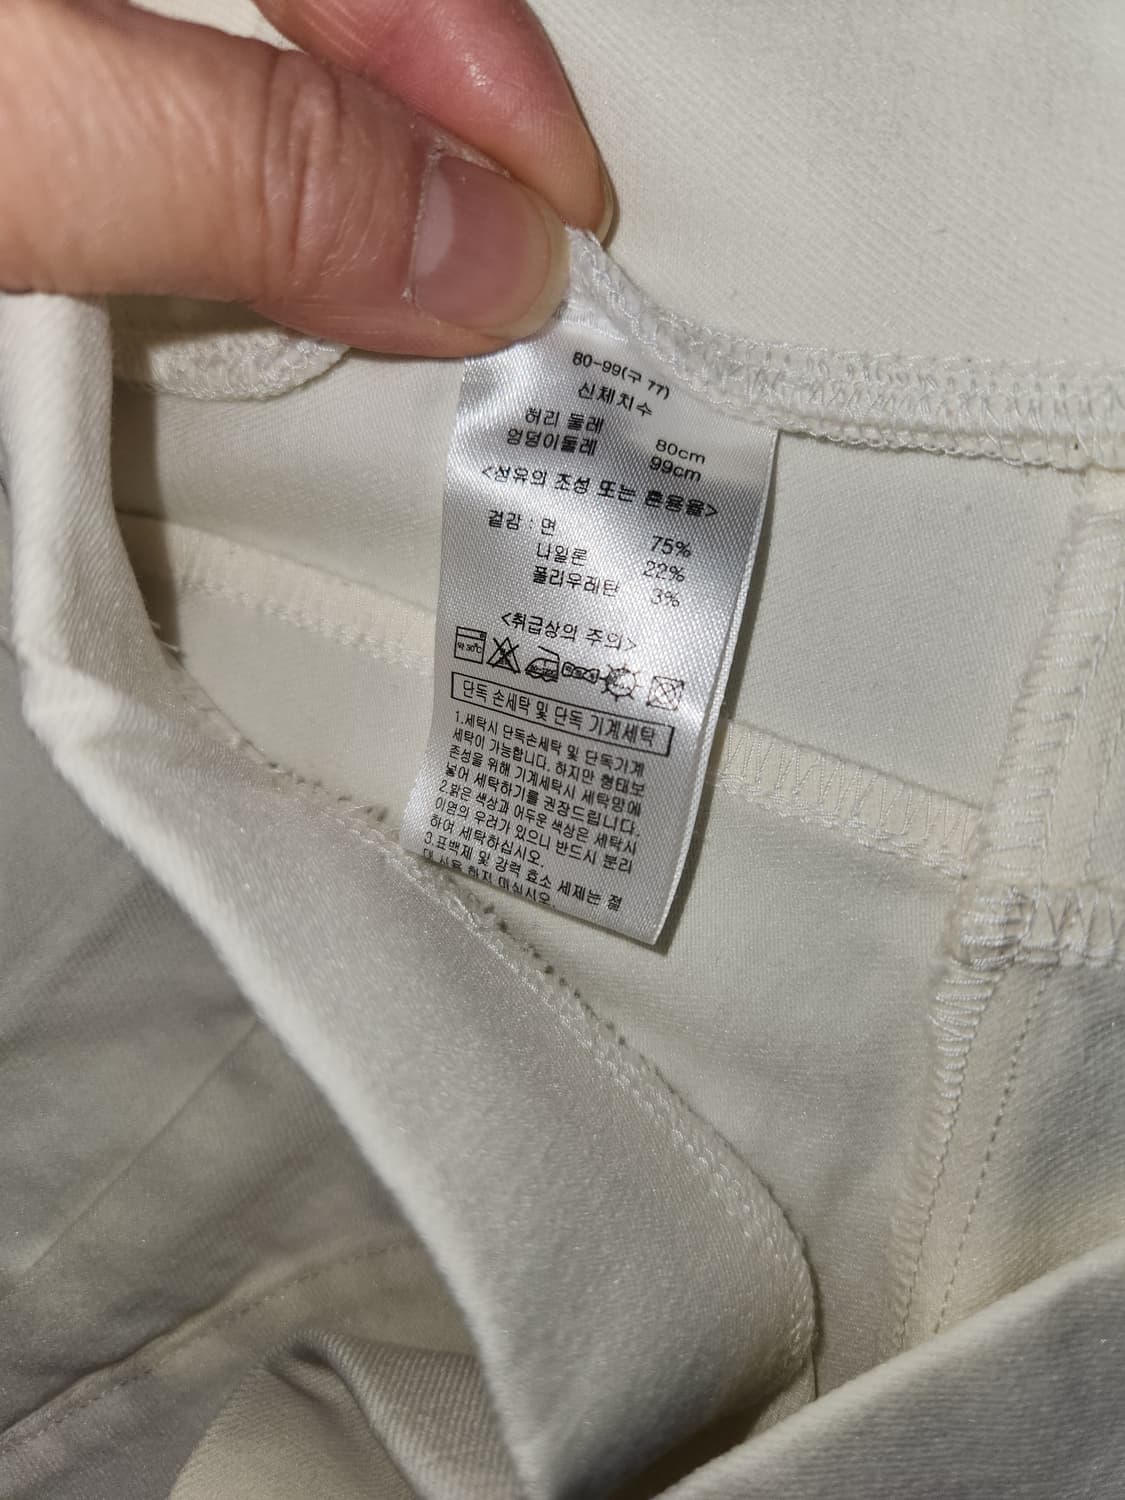 80-99(구 77)
신체치수
허리 둘레 80cm
엉덩이둘레 99cm
<섬유의 조성 또는 혼용율>
겉감 : 면 75%
나일론 22%
폴리우레탄 3%
<취급상의 주의>
약 30℃
단독 손세탁 및 단독 기계세탁
1.세탁시 단독손세탁 및 단독기계
세탁이 가능합니다. 하지만 형태보
존성을 위해 기계세탁시 세탁망에
넣어 세탁하기를 권장드립니다.
2.밝은 색상과 어두운 색상은 세탁시
이염의 우려가 있으니 반드시 분리
하여 세탁하십시오.
3.표백제 및 강력 효소 세제는 절
대 사용 하지 마십시오.